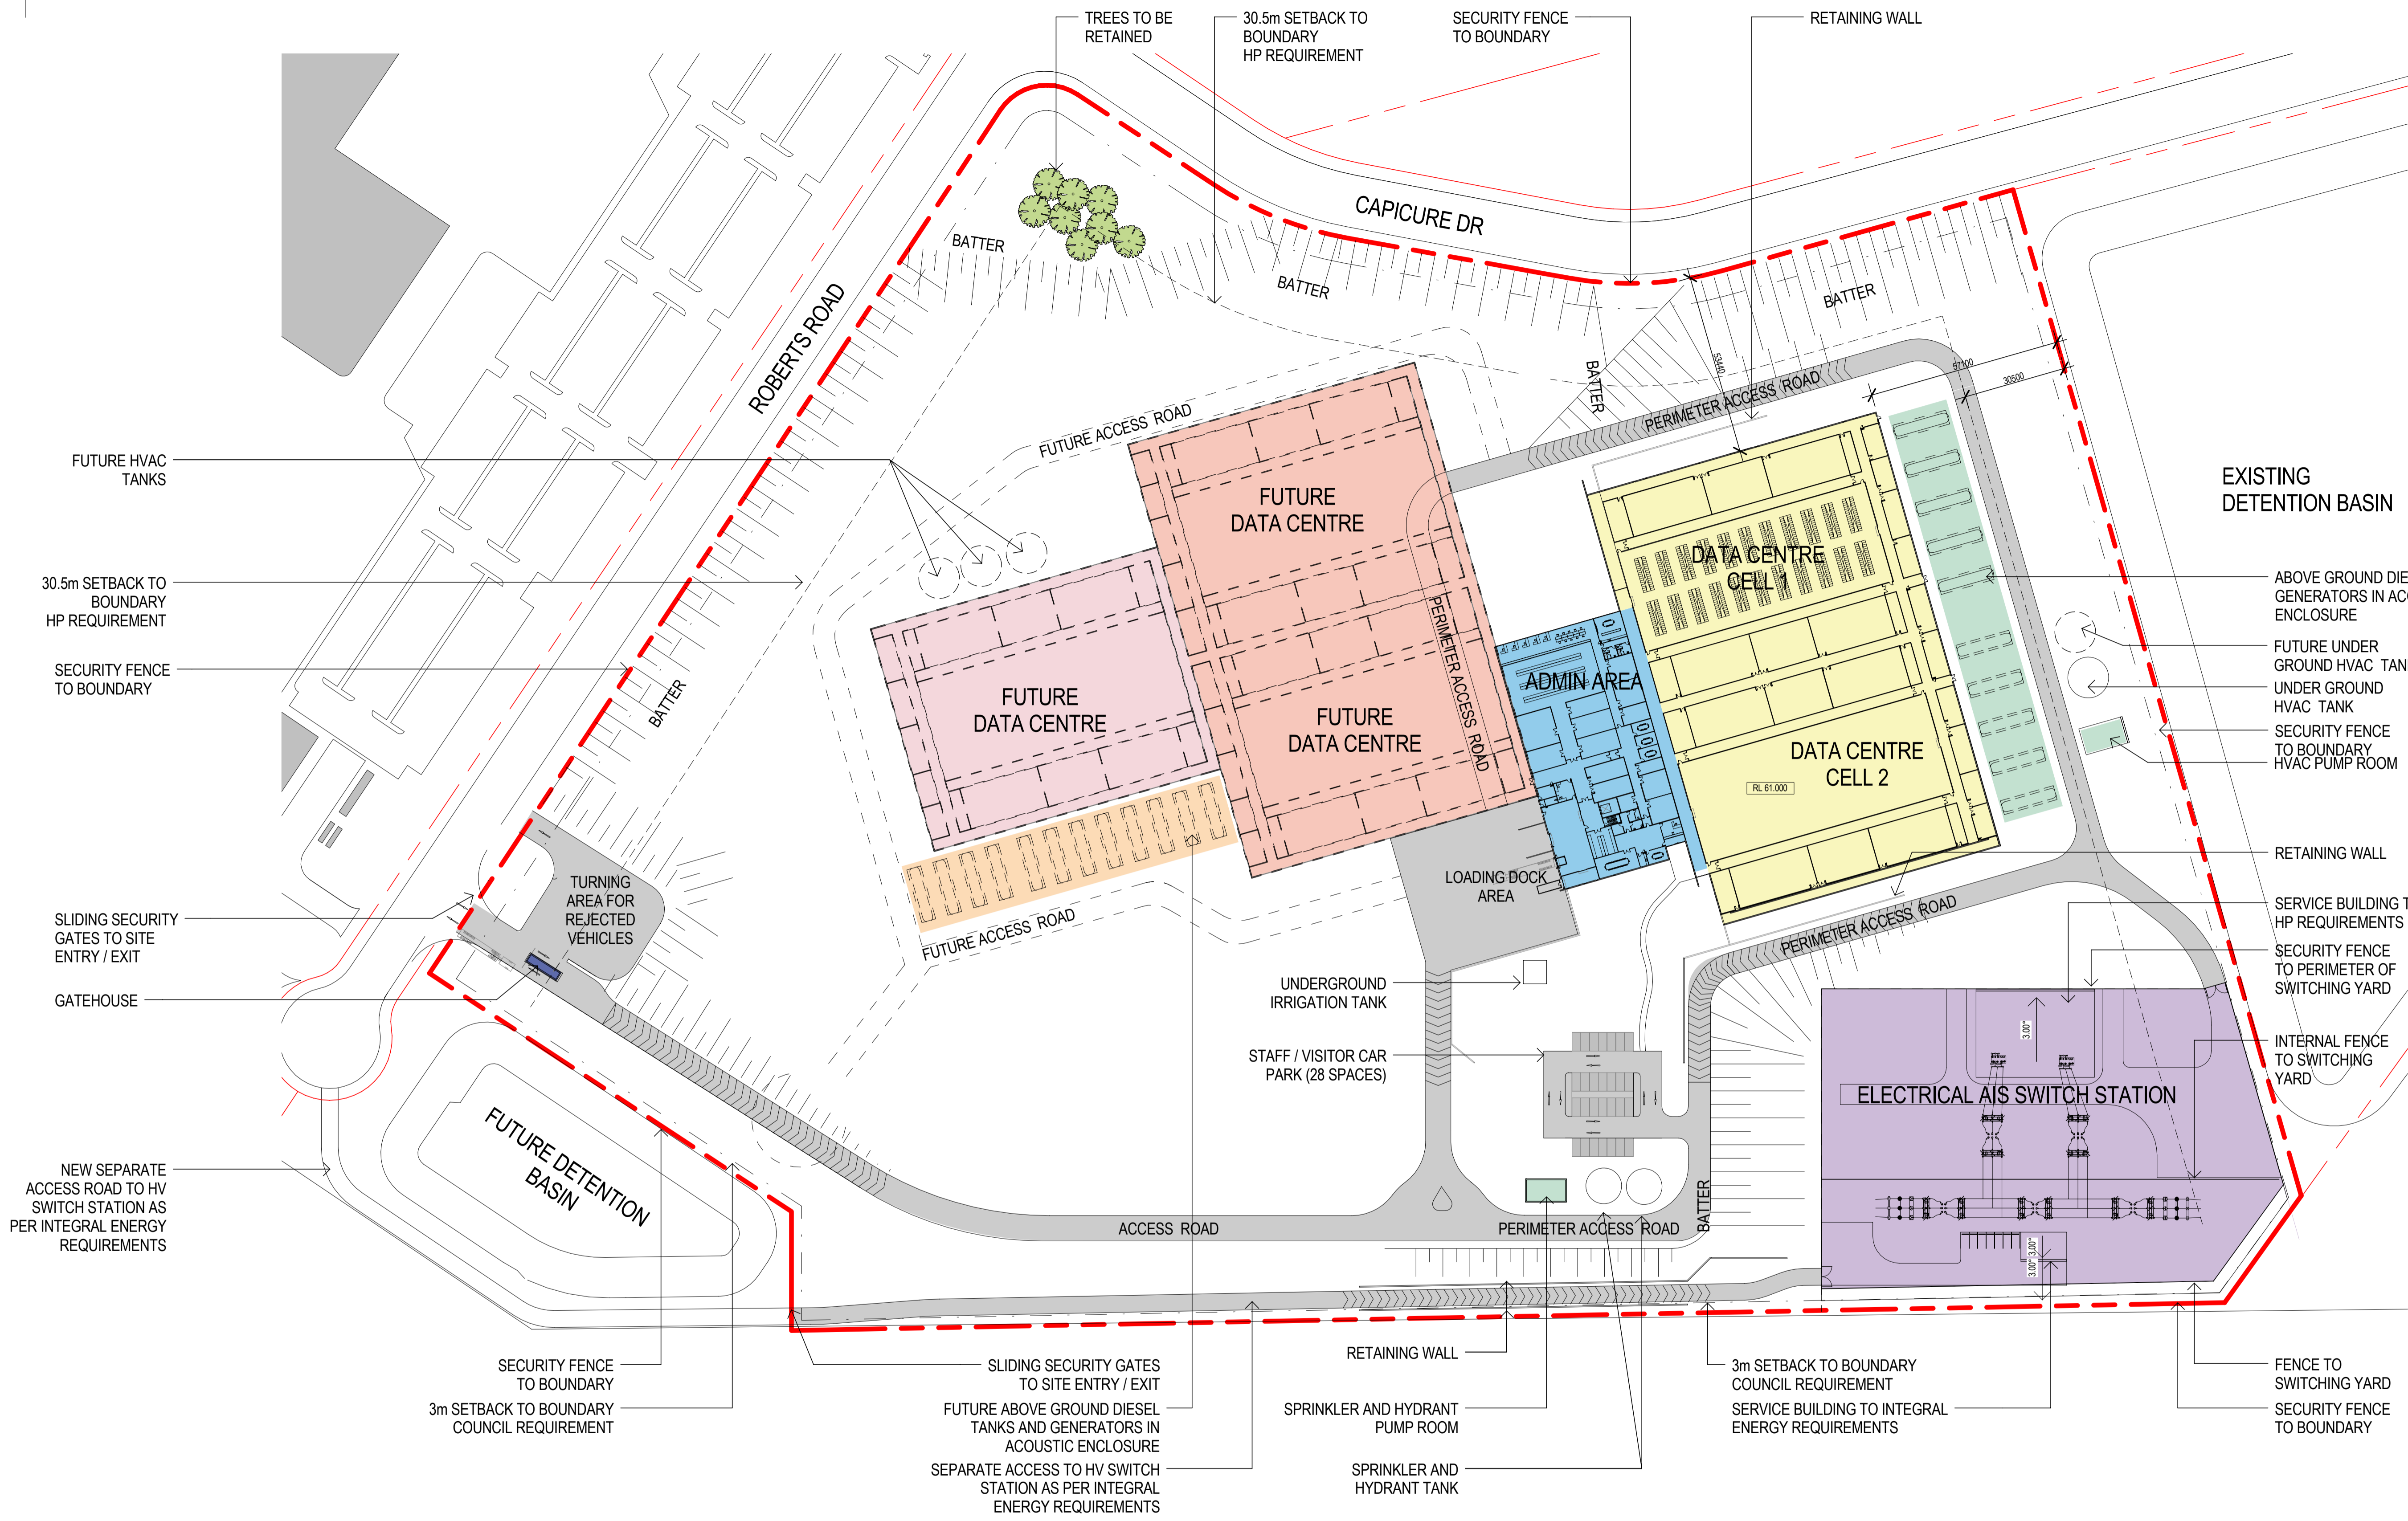 TREES TO BE
RETAINED
30.5m SETBACK TO
BOUNDARY
HP REQUIREMENT
SECURITY FENCE
TO BOUNDARY
RETAINING WALL
CAPICURE DR
ROBERTS ROAD
BATTER
BATTER
BATTER
BATTER
BATTER
BATTER
53440
57100
30500
PERIMETER ACCESS ROAD
FUTURE ACCESS ROAD
FUTURE HVAC
TANKS
30.5m SETBACK TO
BOUNDARY
HP REQUIREMENT
SECURITY FENCE
TO BOUNDARY
FUTURE
DATA CENTRE
FUTURE
DATA CENTRE
FUTURE
DATA CENTRE
PERIMETER ACCESS ROAD
DATA CENTRE
CELL 1
ADMIN AREA
DATA CENTRE
CELL 2
RL 61.000
EXISTING
DETENTION BASIN
ABOVE GROUND DIE
GENERATORS IN AC
ENCLOSURE
FUTURE UNDER
GROUND HVAC TAN
UNDER GROUND
HVAC TANK
SECURITY FENCE
TO BOUNDARY
HVAC PUMP ROOM
RETAINING WALL
SERVICE BUILDING T
HP REQUIREMENTS
SECURITY FENCE
TO PERIMETER OF
SWITCHING YARD
INTERNAL FENCE
TO SWITCHING
YARD
TURNING
AREA FOR
REJECTED
VEHICLES
SLIDING SECURITY
GATES TO SITE
ENTRY / EXIT
GATEHOUSE
FUTURE ACCESS ROAD
LOADING DOCK
AREA
PERIMETER ACCESS ROAD
UNDERGROUND
IRRIGATION TANK
STAFF / VISITOR CAR
PARK (28 SPACES)
3.00°
ELECTRICAL AIS SWITCH STATION
3.00°
3.00°
FUTURE DETENTION
BASIN
NEW SEPARATE
ACCESS ROAD TO HV
SWITCH STATION AS
PER INTEGRAL ENERGY
REQUIREMENTS
ACCESS ROAD
PERIMETER ACCESS ROAD
SECURITY FENCE
TO BOUNDARY
3m SETBACK TO BOUNDARY
COUNCIL REQUIREMENT
SLIDING SECURITY GATES
TO SITE ENTRY / EXIT
FUTURE ABOVE GROUND DIESEL
TANKS AND GENERATORS IN
ACOUSTIC ENCLOSURE
SEPARATE ACCESS TO HV SWITCH
STATION AS PER INTEGRAL
ENERGY REQUIREMENTS
RETAINING WALL
SPRINKLER AND HYDRANT
PUMP ROOM
SPRINKLER AND
HYDRANT TANK
3m SETBACK TO BOUNDARY
COUNCIL REQUIREMENT
SERVICE BUILDING TO INTEGRAL
ENERGY REQUIREMENTS
FENCE TO
SWITCHING YARD
SECURITY FENCE
TO BOUNDARY